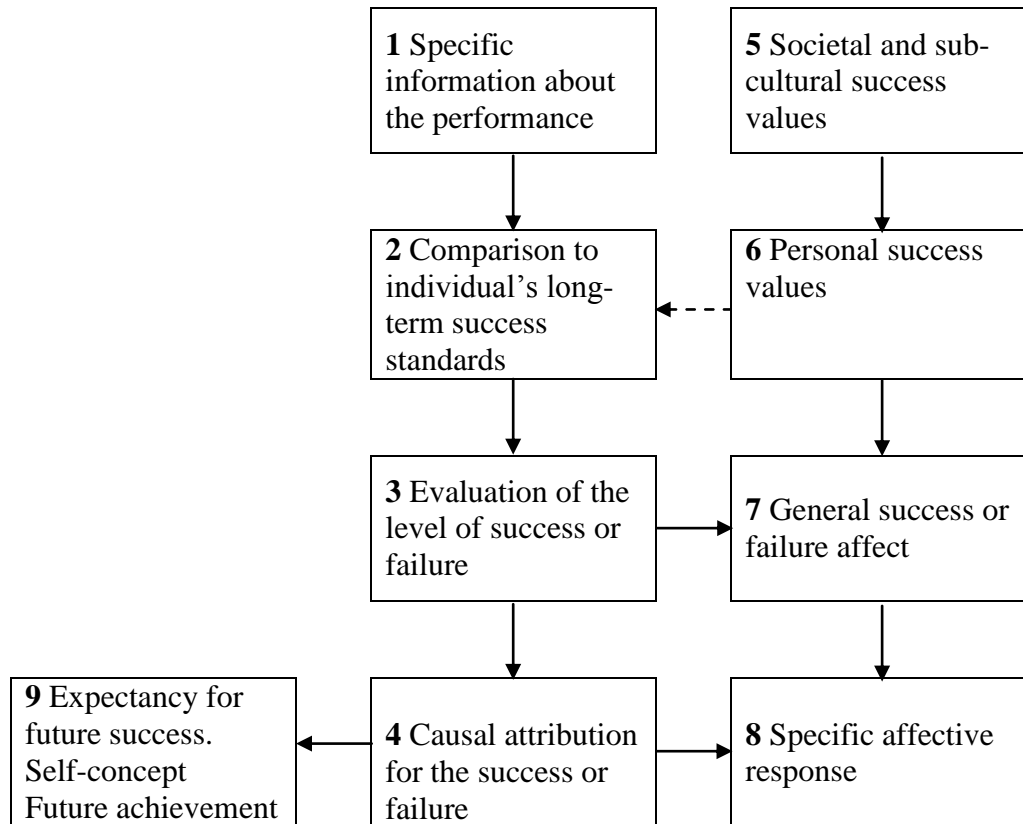 1 Specific
information about
the performance
5 Societal and sub-
cultural success
values
2 Comparison to
individual’s long-
term success
standards
6 Personal success
values
3 Evaluation of the
level of success or
failure
7 General success or
failure affect
9 Expectancy for
future success.
Self-concept
Future achievement
4 Causal attribution
for the success or
failure
8 Specific affective
response